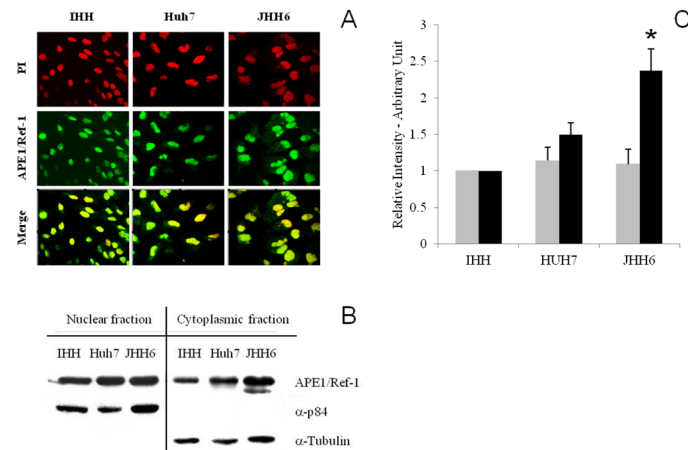 IHH Huh7 JHH6 A
PI
APE1/Ref-1
Merge
C
*
Relative Intensity - Arbitrary Unit
3
2.5
2
1.5
1
0.5
0
IHH HUH7 JHH6
B
Nuclear fraction Cytoplasmic fraction
IHH Huh7 JHH6 IHH Huh7 JHH6
APE1/Ref-1
α-p84
α-Tubulin